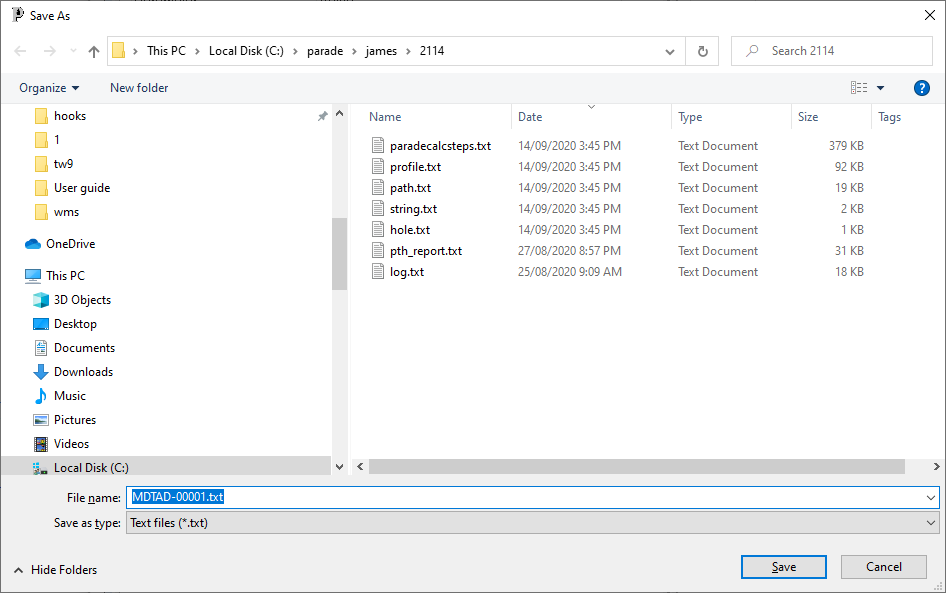 Save As
This PC > Local Disk (C:) > parade > james > 2114
Search 2114
Organize
New folder
?
hooks
1
tw9
User guide
wms
OneDrive
This PC
3D Objects
Desktop
Documents
Downloads
Music
Pictures
Videos
Local Disk (C:)
Name Date Type Size Tags
paradecalcsteps.txt 14/09/2020 3:45 PM Text Document 379 KB
profile.txt 14/09/2020 3:45 PM Text Document 92 KB
path.txt 14/09/2020 3:45 PM Text Document 19 KB
string.txt 14/09/2020 3:45 PM Text Document 2 KB
hole.txt 14/09/2020 3:45 PM Text Document 1 KB
pth_report.txt 27/08/2020 8:57 PM Text Document 31 KB
log.txt 25/08/2020 9:09 AM Text Document 18 KB
File name: MDTAD-00001.txt
Save as type: Text files (*.txt)
Hide Folders
Save
Cancel